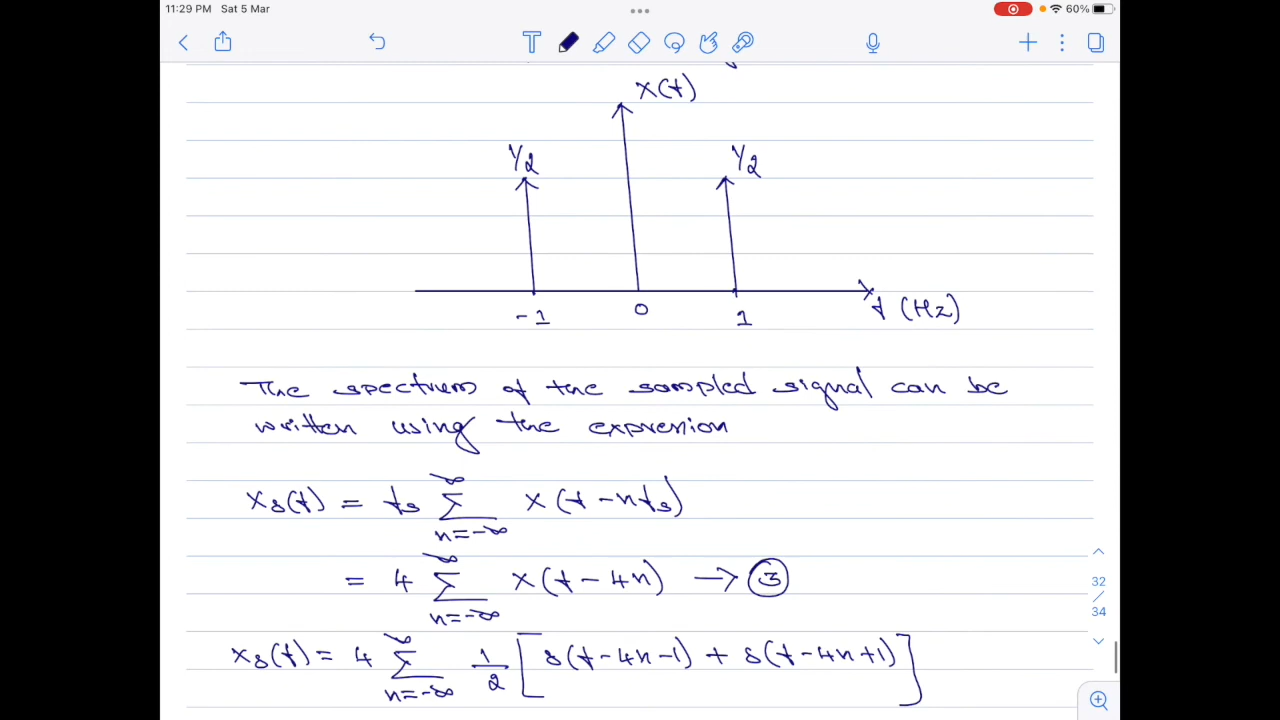 11:29 PM Sat 5 Mar
60%
X(f)
1/2 1/2
-1 0 1 f (Hz)
The spectrum of the sampled signal can be
written using the expression
Xδ(f) = fs ∑_{n=-∞}^{∞} X(f-nfs)
= 4 ∑_{n=-∞}^{∞} X(f-4n) → ③
Xδ(f) = 4 ∑_{n=-∞}^{∞} 1/2 [δ(f-4n-1) + δ(f-4n+1)]
32
/
34